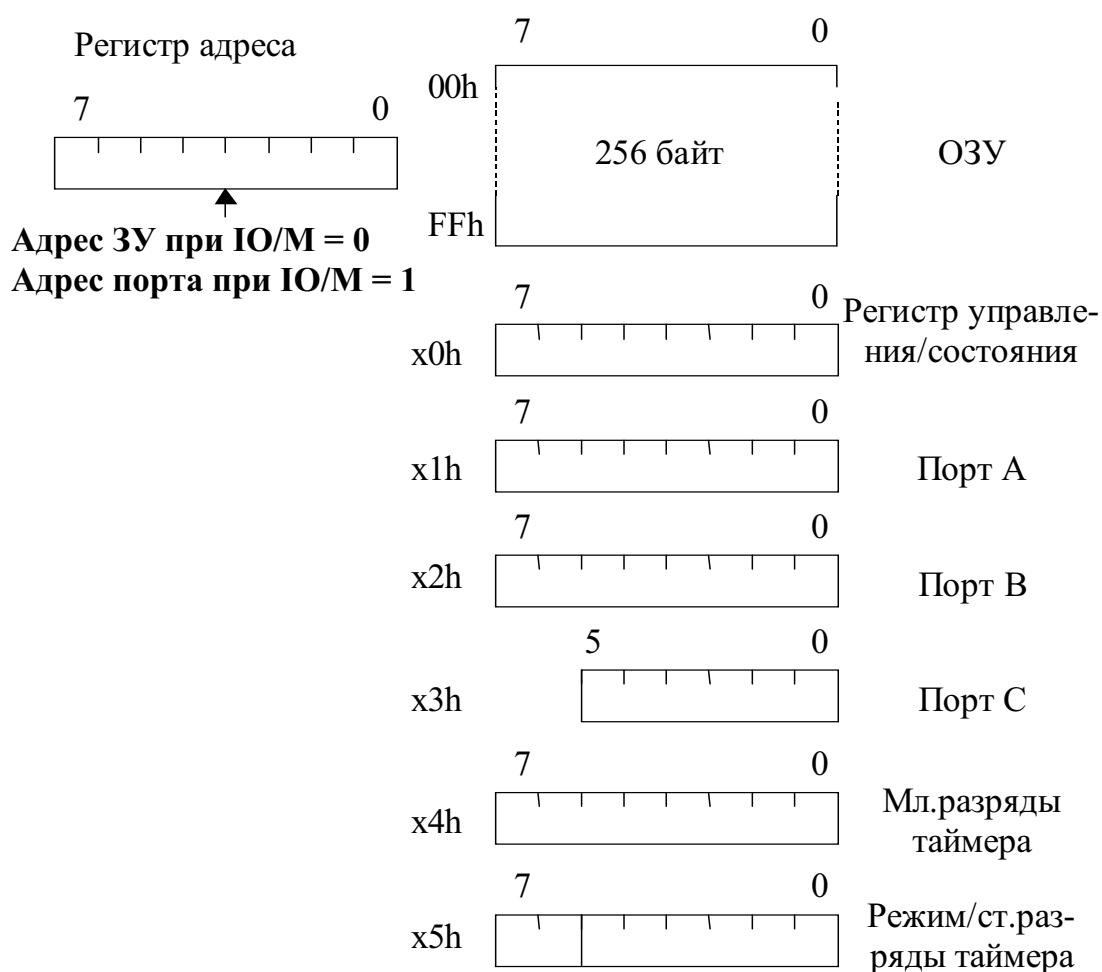 Регистр адреса
7 0
Адрес ЗУ при IO/M = 0
Адрес порта при IO/M = 1
7 0
00h
256 байт
ОЗУ
FFh
7 0
x0h
Регистр управле-
ния/состояния
7 0
x1h
Порт A
7 0
x2h
Порт B
5 0
x3h
Порт C
7 0
x4h
Мл.разряды
таймера
7 0
x5h
Режим/ст.раз-
ряды таймера